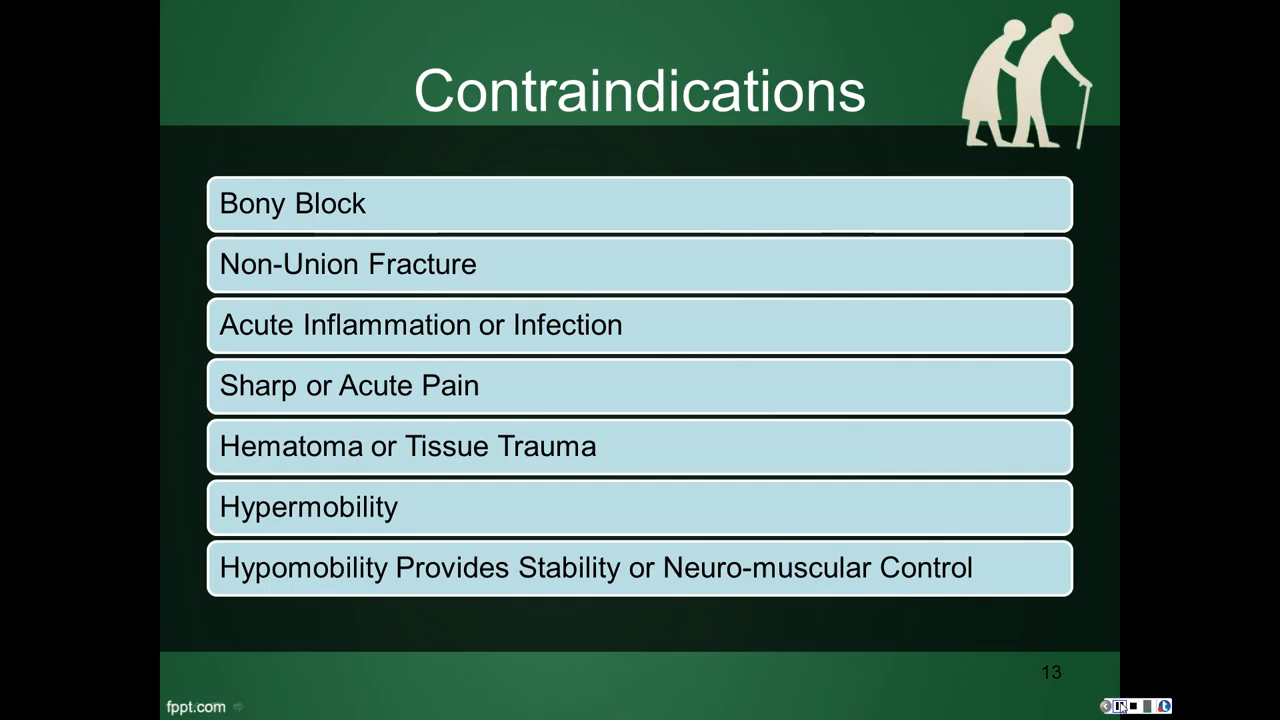 Contraindications
Bony Block
Non-Union Fracture
Acute Inflammation or Infection
Sharp or Acute Pain
Hematoma or Tissue Trauma
Hypermobility
Hypomobility Provides Stability or Neuro-muscular Control
13
fppt.com